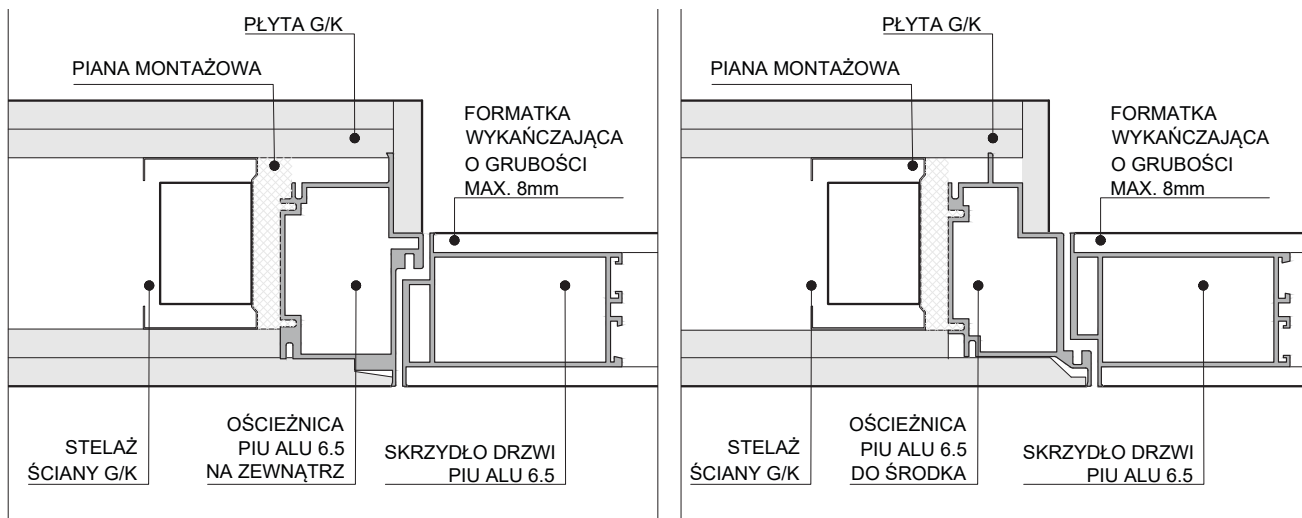 PŁYTA G/K
PIANA MONTAŻOWA
FORMATKA
WYKAŃCZAJĄCA
O GRUBOŚCI
MAX. 8mm
STELAŻ
ŚCIANY G/K
OŚCIEŻNICA
PIU ALU 6.5
NA ZEWNĄTRZ
SKRZYDŁO DRZWI
PIU ALU 6.5
PŁYTA G/K
PIANA MONTAŻOWA
FORMATKA
WYKAŃCZAJĄCA
O GRUBOŚCI
MAX. 8mm
STELAŻ
ŚCIANY G/K
OŚCIEŻNICA
PIU ALU 6.5
DO ŚRODKA
SKRZYDŁO DRZWI
PIU ALU 6.5